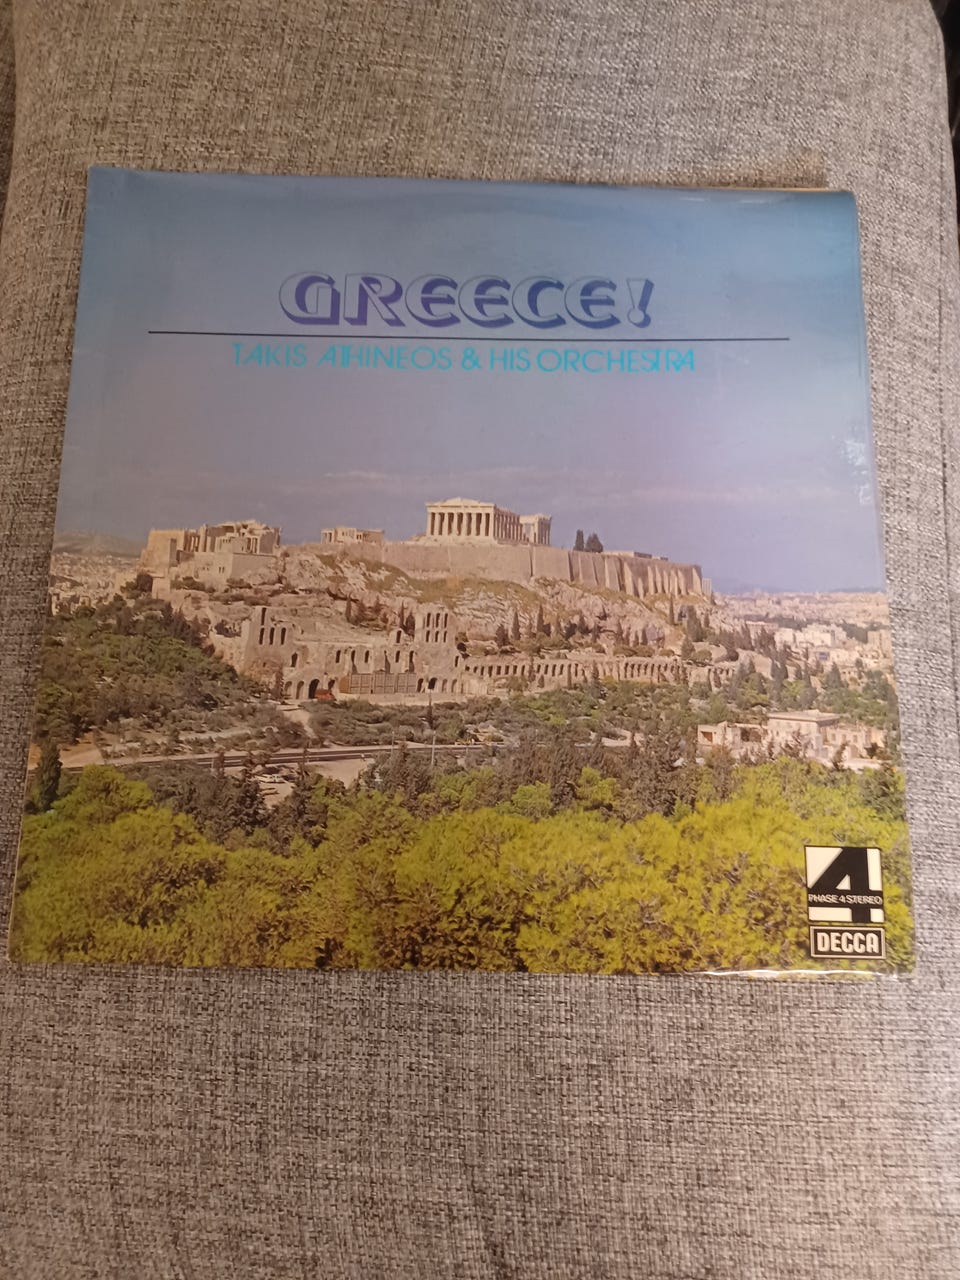 GREECE!
TAKIS ATHINEOS & HIS ORCHESTRA
4
PHASE 4 STEREO
DECCA